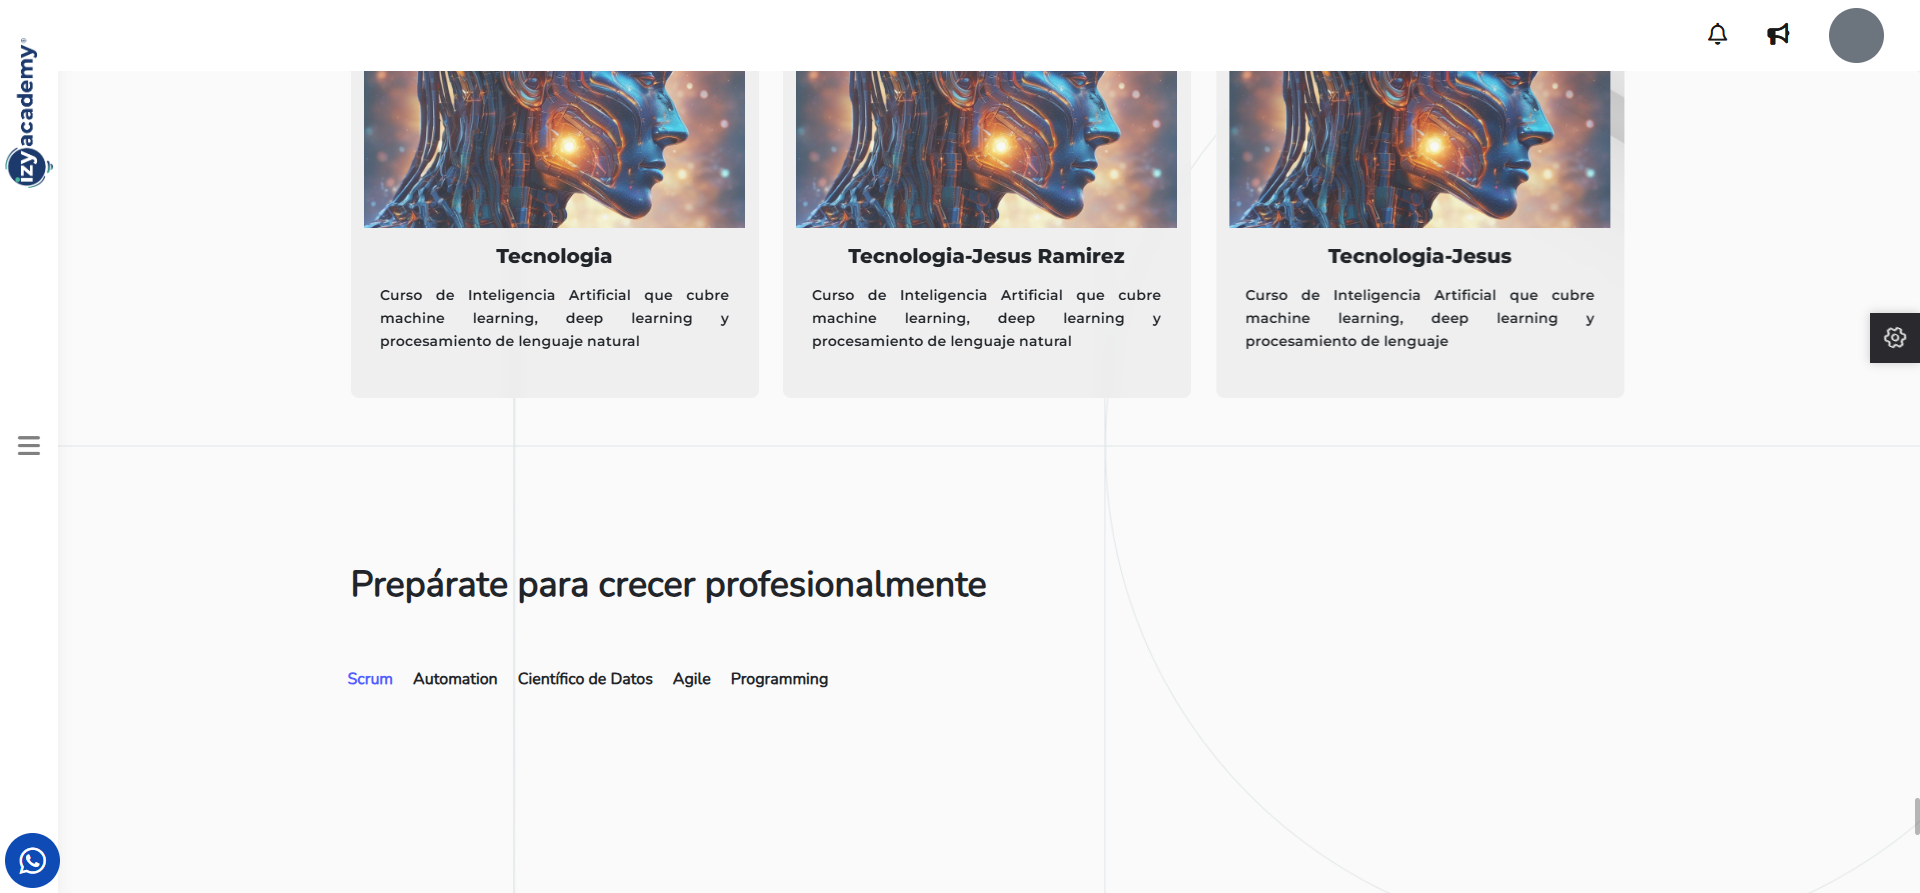 izyacademy®
Tecnologia
Curso de Inteligencia Artificial que cubre
machine learning, deep learning y
procesamiento de lenguaje natural
Tecnologia-Jesus Ramirez
Curso de Inteligencia Artificial que cubre
machine learning, deep learning y
procesamiento de lenguaje natural
Tecnologia-Jesus
Curso de Inteligencia Artificial que cubre
machine learning, deep learning y
procesamiento de lenguaje
Prepárate para crecer profesionalmente
Scrum Automation Científico de Datos Agile Programming